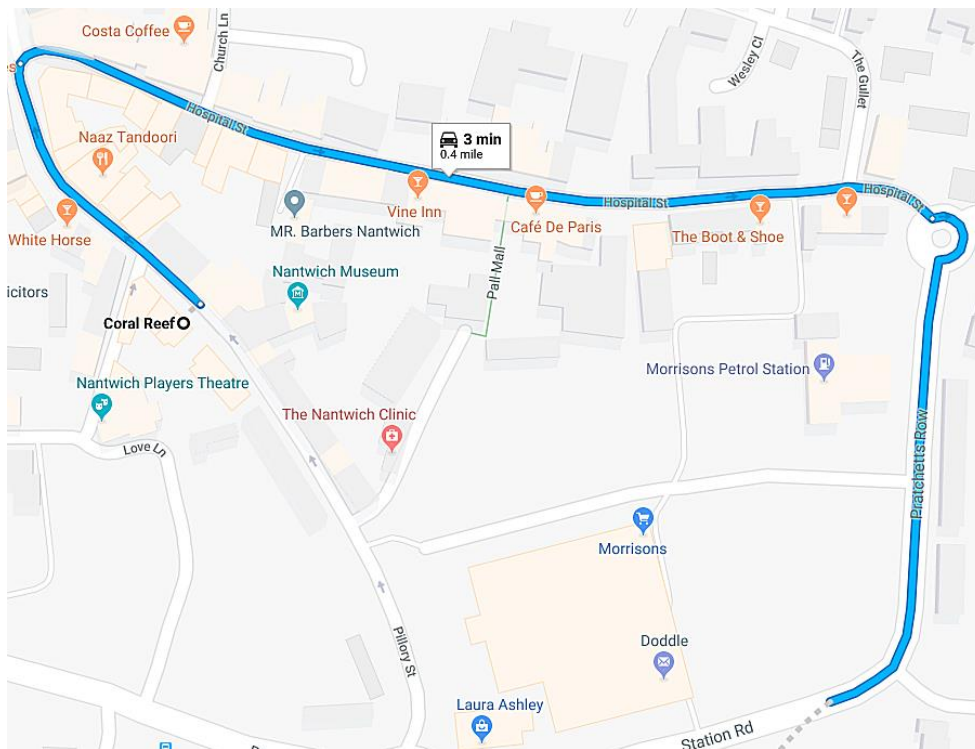 Costa Coffee
Church Ln
Wesley Cl
The Gullet
es
Hospital St
3 min
0.4 mile
Naaz Tandoori
Vine Inn
Hospital St
Hospital St
Café De Paris
The Boot & Shoe
White Horse
MR. Barbers Nantwich
Pall Mall
Nantwich Museum
icitors
Coral Reef
Morrisons Petrol Station
Nantwich Players Theatre
The Nantwich Clinic
Love Ln
Pratchetts Row
Morrisons
Pillory St
Doddle
Laura Ashley
Station Rd